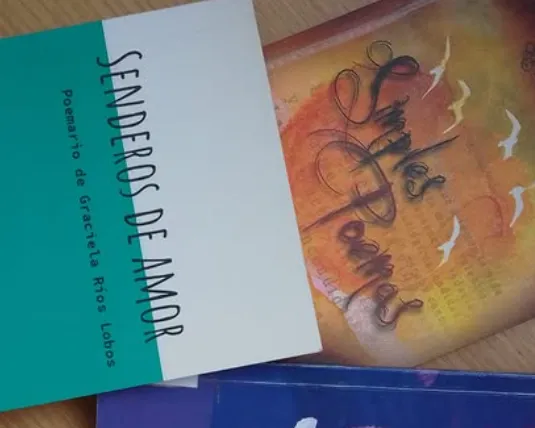 SENDEROS DE AMOR
Poemario de Graciela Ríos Lobos
Simples
Poemas